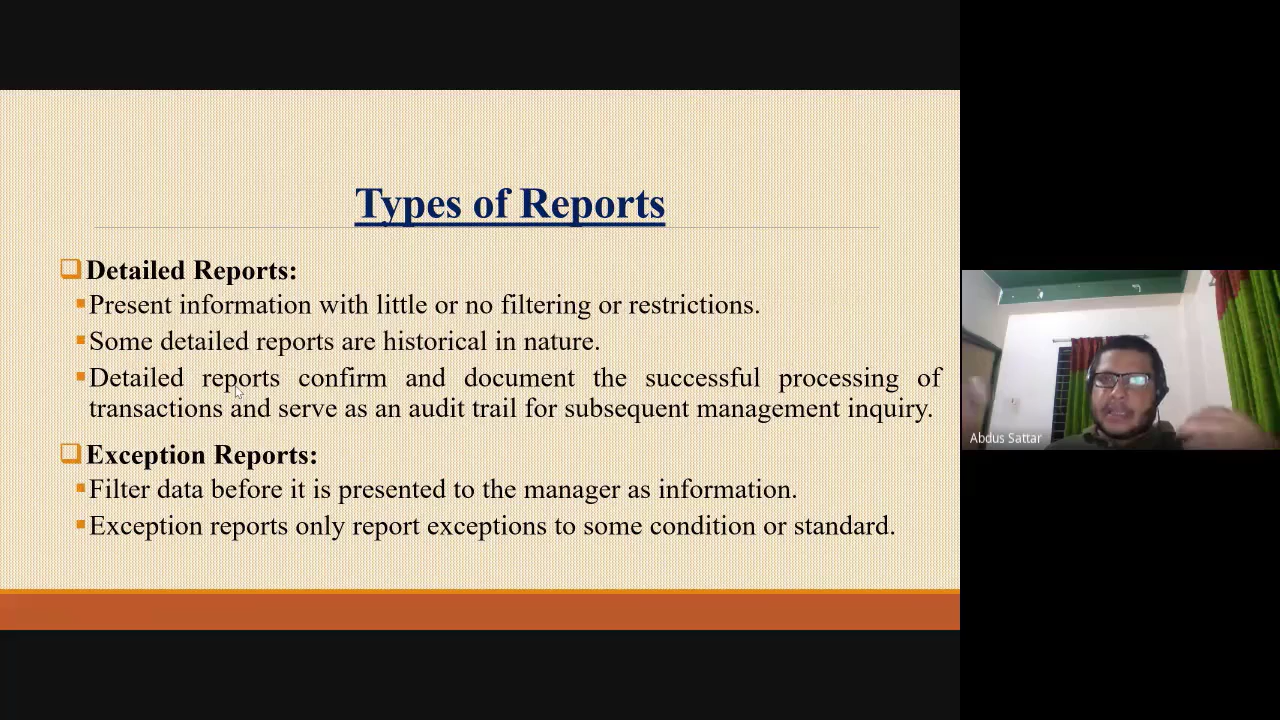 Types of Reports
Detailed Reports:
Present information with little or no filtering or restrictions.
Some detailed reports are historical in nature.
Detailed reports confirm and document the successful processing of
transactions and serve as an audit trail for subsequent management inquiry.
Exception Reports:
Filter data before it is presented to the manager as information.
Exception reports only report exceptions to some condition or standard.
Abdus Sattar